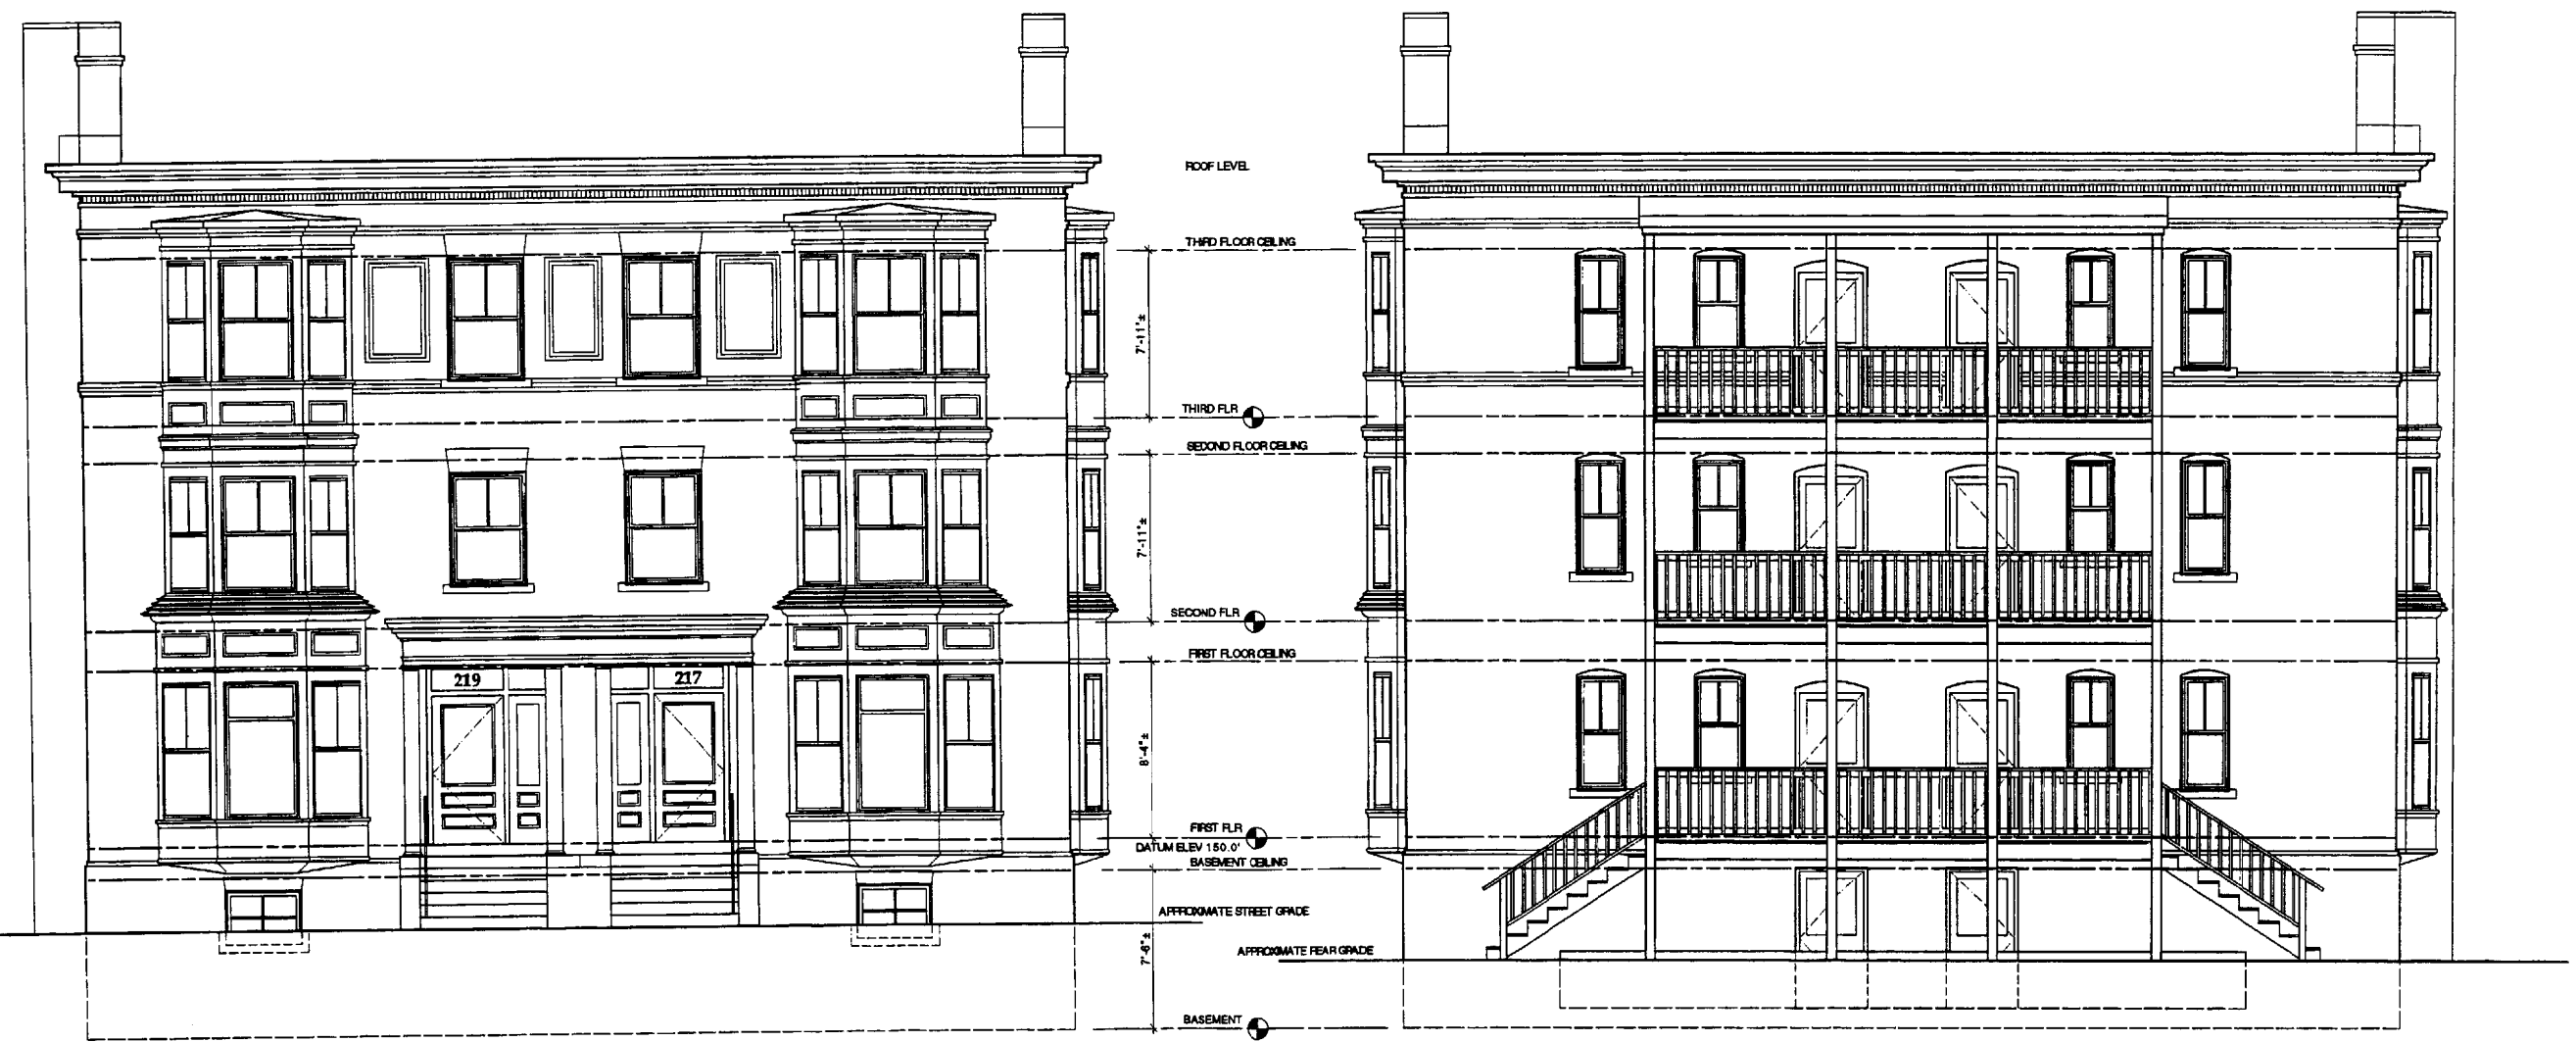 ROOF LEVEL
THIRD FLOOR CEILING
7'-11"±
THIRD FLR
SECOND FLOOR CEILING
7'-11"±
SECOND FLR
FIRST FLOOR CEILING
219
217
8'-4"±
FIRST FLR
DATUM ELEV 150.0'
BASEMENT CEILING
APPROXIMATE STREET GRADE
7'-6"±
APPROXIMATE REAR GRADE
BASEMENT